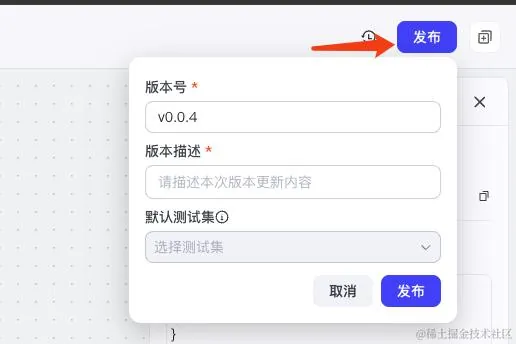 发布
版本号 *
v0.0.4
版本描述 *
请描述本次版本更新内容
默认测试集
选择测试集
取消
发布
}
@稀土掘金技术社区